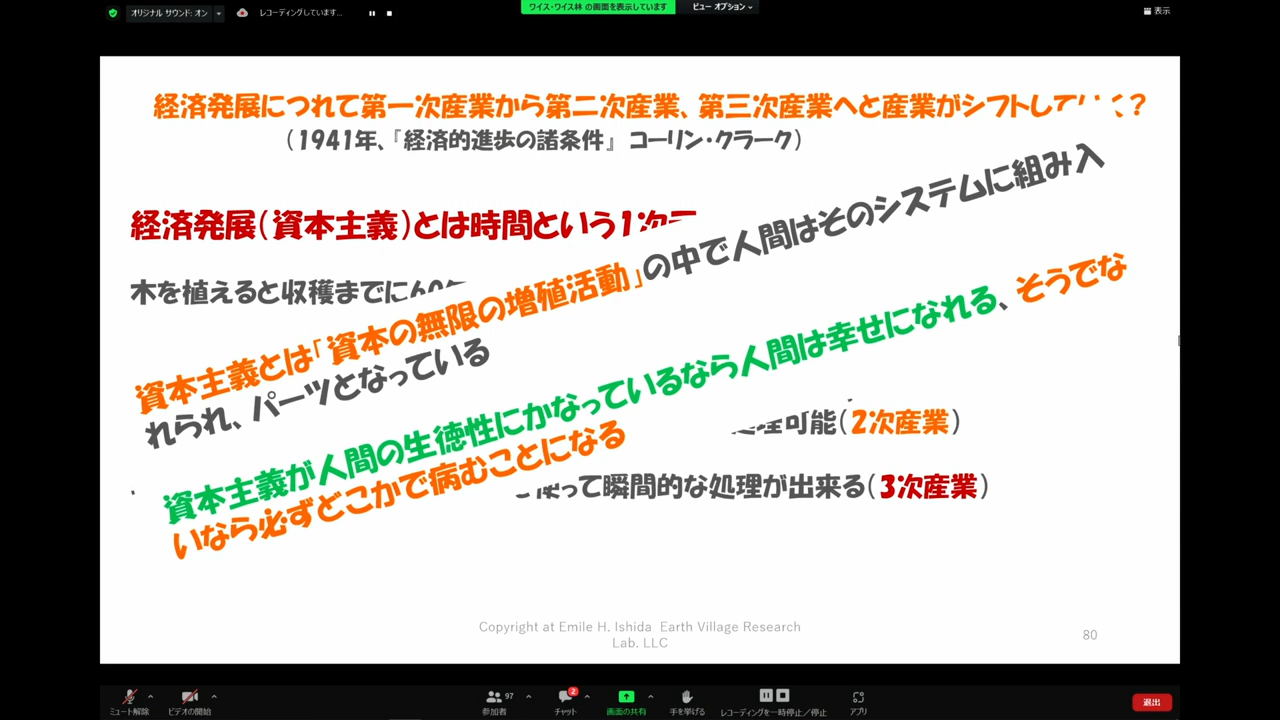 オリジナル サウンド: オン
レコーディングしています...
ワイス・ワイス林 の画面を表示しています
ビュー オプション
表示
経済発展につれて第一次産業から第二次産業、第三次産業へと産業がシフトしていく?
(1941年、『経済的進歩の諸条件』 コーリン・クラーク)
経済発展(資本主義)とは時間という1次
木を植えると収穫までに60
資本主義とは「資本の無限の増殖活動」の中で人間はそのシステムに組み入
れられ、パーツとなっている
資本主義が人間の生徳性にかなっているなら人間は幸せになれる、そうでな
いなら必ずどこかで病むことになる
処理可能(2次産業)
って瞬間的な処理が出来る(3次産業)
Copyright at Emile H. Ishida Earth Village Research
Lab. LLC
80
ミュート解除
ビデオの開始
97
参加者
2
チャット
画面の共有
手を挙げる
レコーディングを一時停止/停止
アプリ
退出